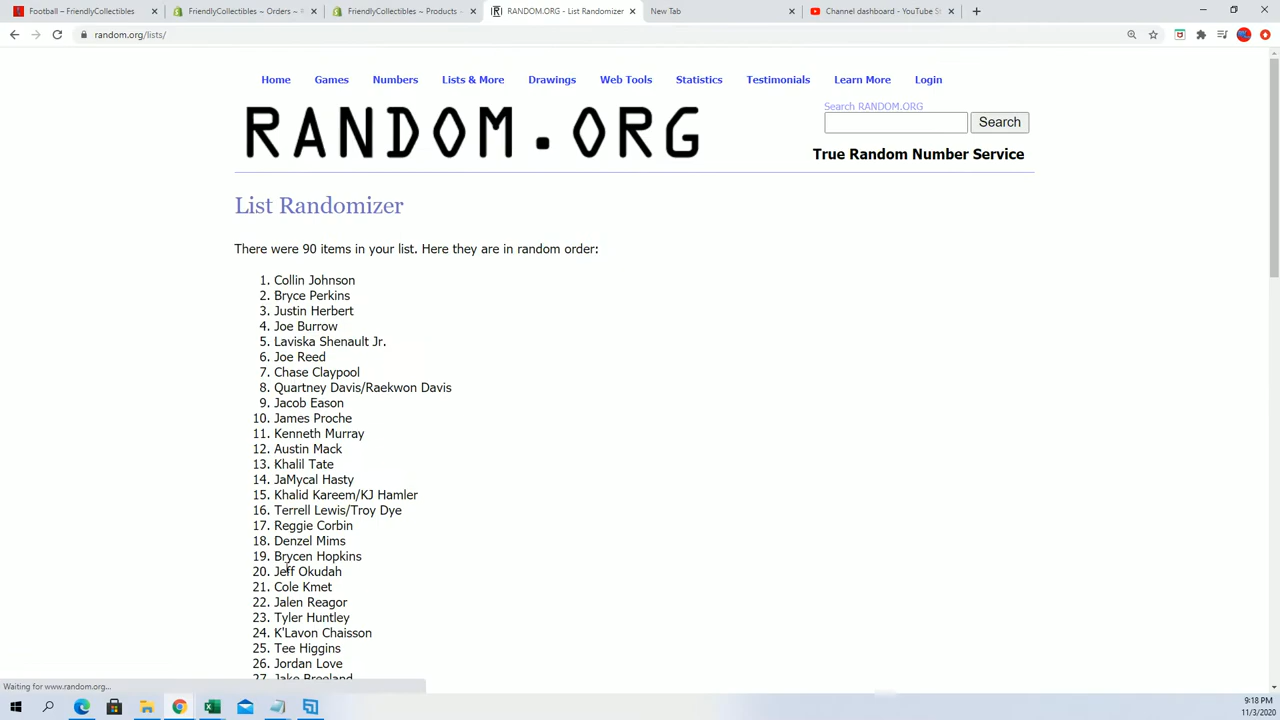 Football – FriendlyCollectibles
FriendlyCollectibles ~ Orders ~
FriendlyCollectibles ~ Products ~
RANDOM.ORG - List Randomizer
New Tab
Channel dashboard - YouTube
random.org/lists/
Home Games Numbers Lists & More Drawings Web Tools Statistics Testimonials Learn More Login
Search RANDOM.ORG
RANDOM.ORG
Search
True Random Number Service
List Randomizer
There were 90 items in your list. Here they are in random order:
1. Collin Johnson
2. Bryce Perkins
3. Justin Herbert
4. Joe Burrow
5. Laviska Shenault Jr.
6. Joe Reed
7. Chase Claypool
8. Quartney Davis/Raekwon Davis
9. Jacob Eason
10. James Proche
11. Kenneth Murray
12. Austin Mack
13. Khalil Tate
14. JaMycal Hasty
15. Khalid Kareem/KJ Hamler
16. Terrell Lewis/Troy Dye
17. Reggie Corbin
18. Denzel Mims
19. Brycen Hopkins
20. Jeff Okudah
21. Cole Kmet
22. Jalen Reagor
23. Tyler Huntley
24. K'Lavon Chaisson
25. Tee Higgins
26. Jordan Love
27. Jake Breeland
Waiting for www.random.org...
9:18 PM
11/3/2020